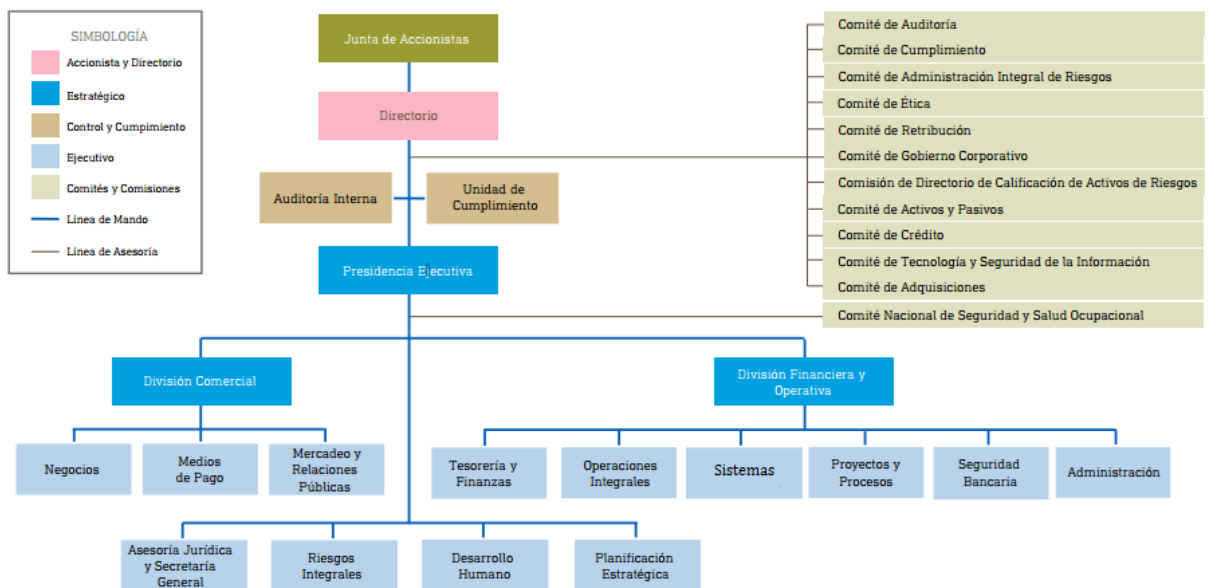 SIMBOLOGÍA
Accionista y Directorio
Estratégico
Control y Cumpimiento
Ejecutivo
Comités y Comisiones
Línea de Mando
Línea de Asesoría
Junta de Accionistas
Directorio
Auditoría Interna
Unidad de
Cumplimiento
Presidencia Ejecutiva
Comité de Auditoría
Comité de Cumplimiento
Comité de Administración Integral de Riesgos
Comité de Ética
Comité de Retribución
Comité de Gobierno Corporativo
Comisión de Directorio de Calificación de Activos de Riesgos
Comité de Activos y Pasivos
Comité de Crédito
Comité de Tecnología y Seguridad de la Información
Comité de Adquisiciones
Comité Nacional de Seguridad y Salud Ocupacional
División Comercial
División Financiera y
Operativa
Negocios
Medios
de Pago
Mercadeo y
Relaciones
Públicas
Tesorería y
Finanzas
Operaciones
Integrales
Sistemas
Proyectos y
Procesos
Seguridad
Bancaria
Administración
Asesoría Jurídica
y Secretaría
General
Riesgos
Integrales
Desarrollo
Humano
Planificación
Estratégica